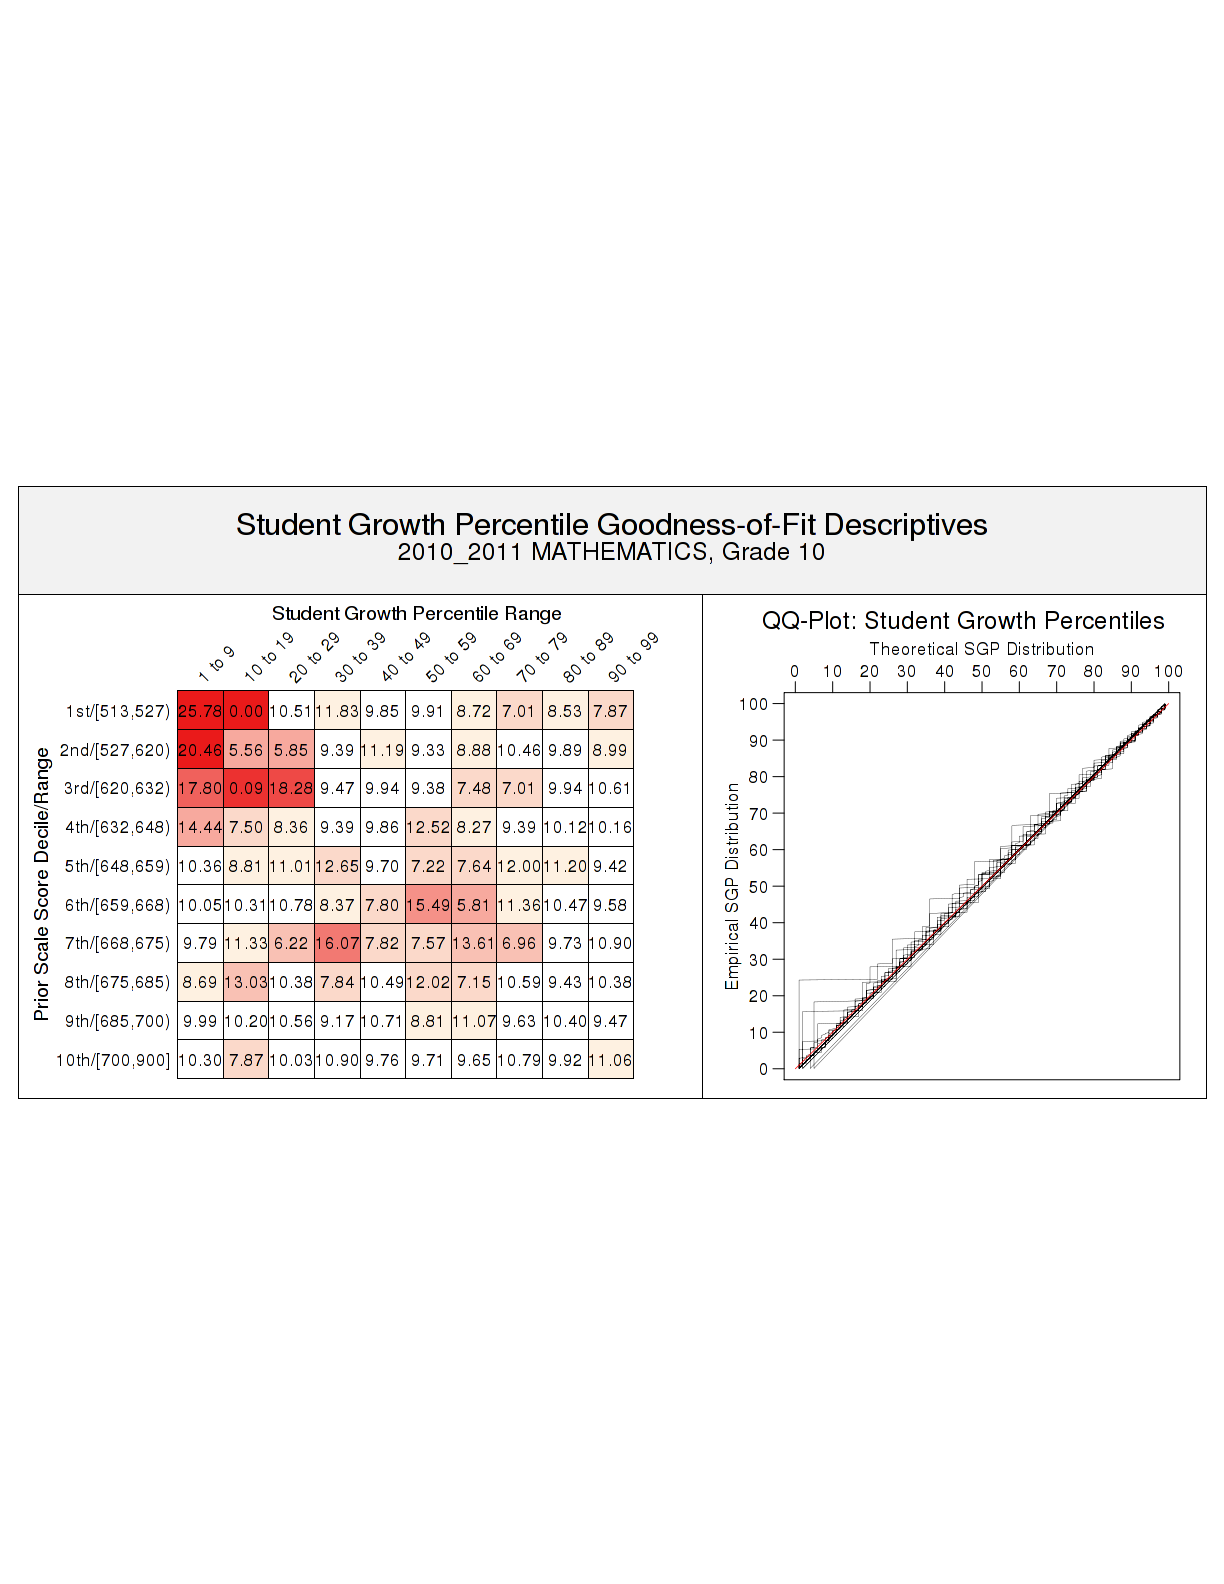 Student Growth Percentile Goodness-of-Fit Descriptives
2010_2011 MATHEMATICS, Grade 10
Student Growth Percentile Range
1 to 9 10 to 19 20 to 29 30 to 39 40 to 49 50 to 59 60 to 69 70 to 79 80 to 89 90 to 99
Prior Scale Score Decile/Range
1st/[513,527) 25.78 0.00 10.51 11.83 9.85 9.91 8.72 7.01 8.53 7.87
2nd/[527,620) 20.46 5.56 5.85 9.39 11.19 9.33 8.88 10.46 9.89 8.99
3rd/[620,632) 17.80 0.09 18.28 9.47 9.94 9.38 7.48 7.01 9.94 10.61
4th/[632,648) 14.44 7.50 8.36 9.39 9.86 12.52 8.27 9.39 10.12 10.16
5th/[648,659) 10.36 8.81 11.01 12.65 9.70 7.22 7.64 12.00 11.20 9.42
6th/[659,668) 10.05 10.31 10.78 8.37 7.80 15.49 5.81 11.36 10.47 9.58
7th/[668,675) 9.79 11.33 6.22 16.07 7.82 7.57 13.61 6.96 9.73 10.90
8th/[675,685) 8.69 13.03 10.38 7.84 10.49 12.02 7.15 10.59 9.43 10.38
9th/[685,700) 9.99 10.20 10.56 9.17 10.71 8.81 11.07 9.63 10.40 9.47
10th/[700,900] 10.30 7.87 10.03 10.90 9.76 9.71 9.65 10.79 9.92 11.06
QQ-Plot: Student Growth Percentiles
Theoretical SGP Distribution
0 10 20 30 40 50 60 70 80 90 100
Empirical SGP Distribution
100
90
80
70
60
50
40
30
20
10
0